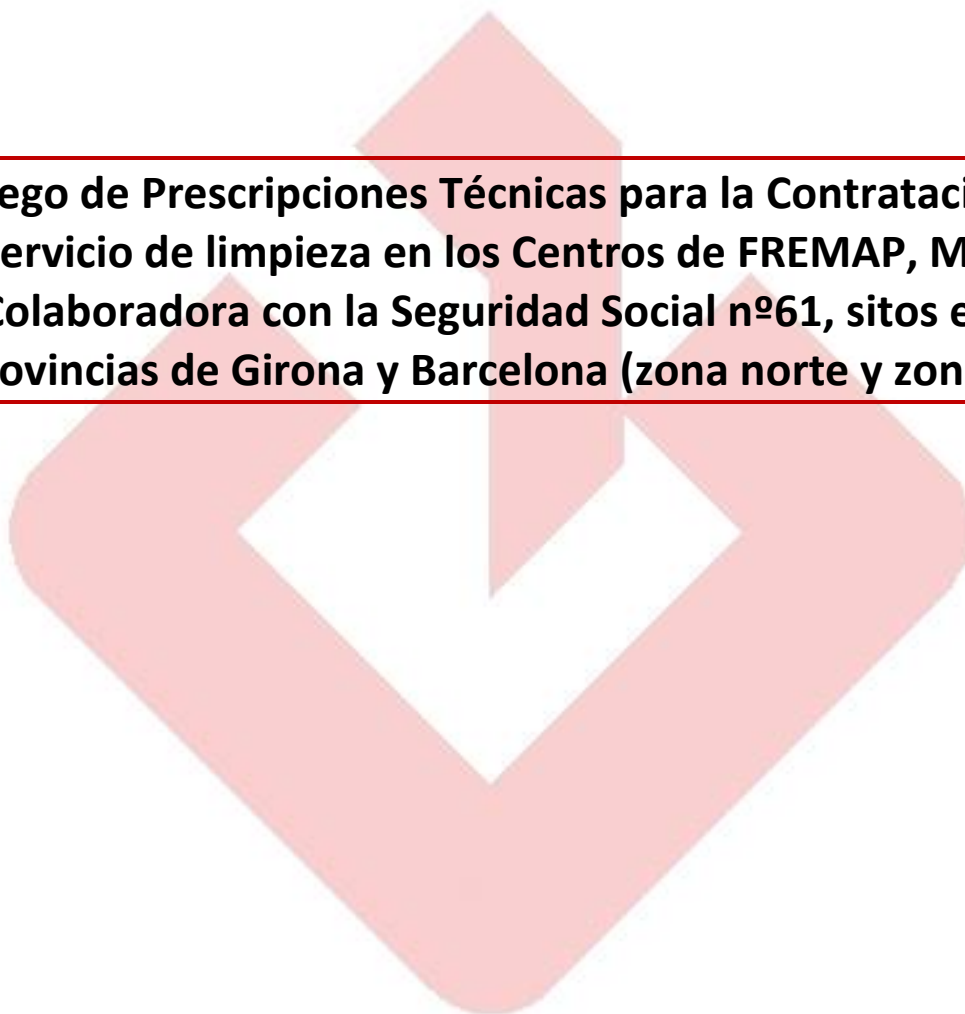 ego de Prescripciones Técnicas para la Contrataci
ervicio de limpieza en los Centros de FREMAP, M
Colaboradora con la Seguridad Social nº61, sitos e
ovincias de Girona y Barcelona (zona norte y zon